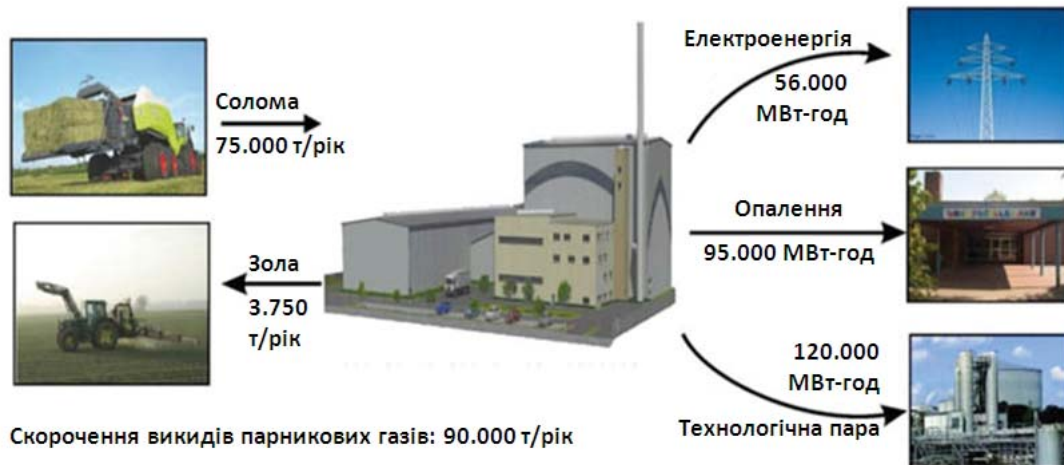 Солома
75.000 т/рік
Зола
3.750
т/рік
Електроенергія
56.000
МВт-год
Опалення
95.000 МВт-год
120.000
МВт-год
Технологічна пара
Скорочення викидів парникових газів: 90.000 т/рік